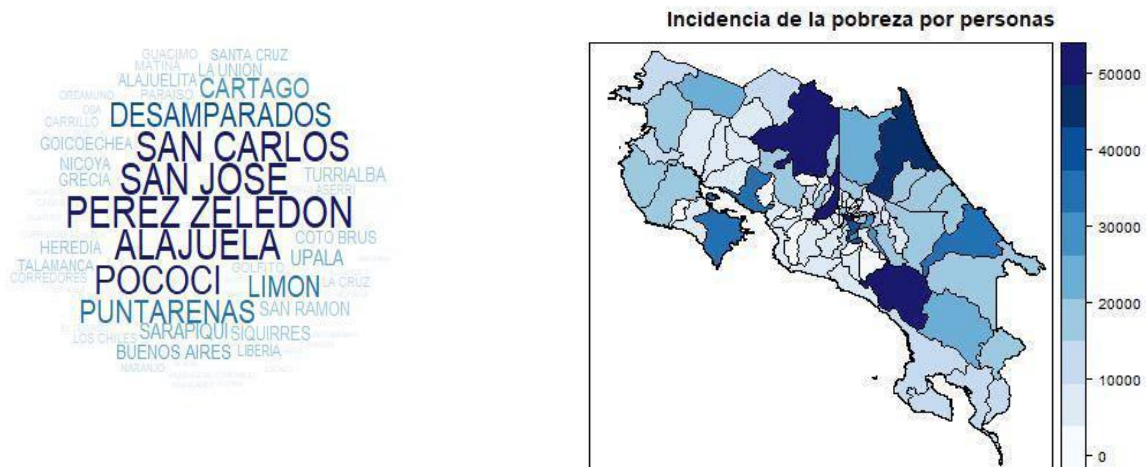 Incidencia de la pobreza por personas
GUACIMO SANTA CRUZ
MATINA LA UNION
ALAJUELITA CARTAGO
OREAMUNO PARAISO
OSA DESAMPARADOS
CARRILLO
GOICOECHEA SAN CARLOS
NICOYA SAN JOSE TURRIALBA
GRECIA ASERRI
PEREZ ZELEDON
HEREDIA ALAJUELA COTO BRUS
TALAMANCA UPALA
CORREDORES POCOCI GOLFITO
LIMON LA CRUZ
PUNTARENAS SAN RAMON
LOS CHILES SARAPIQUI SIQUIRRES
BUENOS AIRES LIBERIA
NARANJO
50000
40000
30000
20000
10000
0